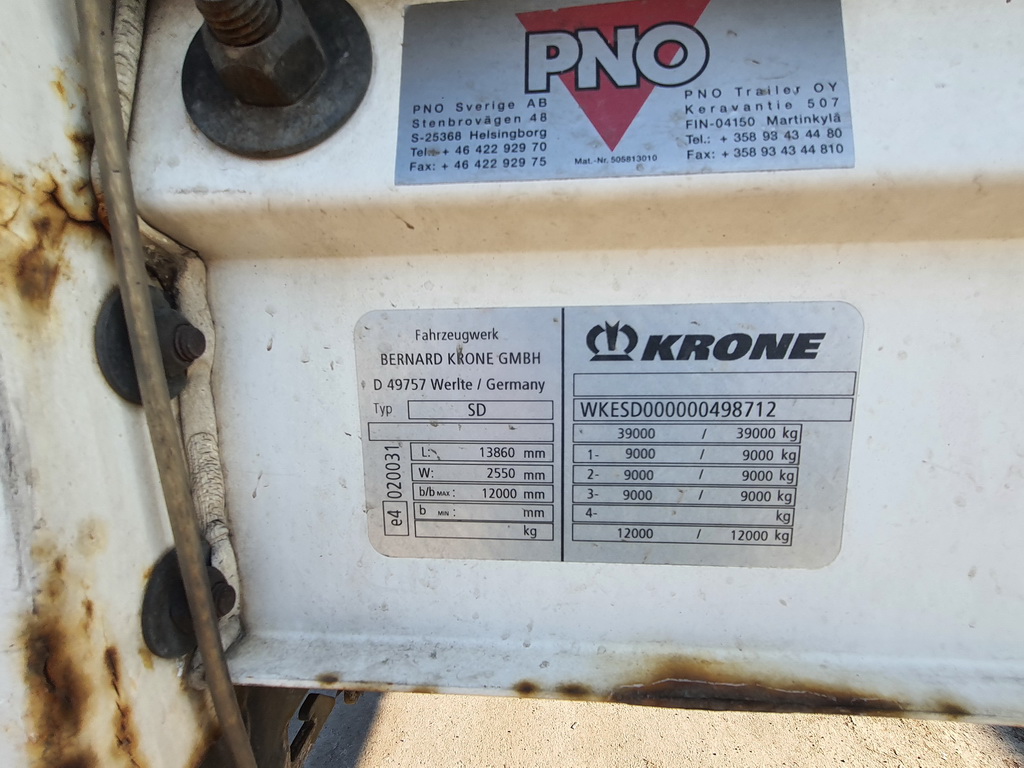 PNO
PNO Sverige AB
Stenbrovägen 48
S-25368 Helsingborg
Tel.: + 46 422 929 70
Fax: + 46 422 929 75
Mat.-Nr. 505813010
PNO Trailer OY
Keravantie 507
FIN-04150 Martinkylä
Tel.: + 358 93 43 44 80
Fax: + 358 93 43 44 810
Fahrzeugwerk
BERNARD KRONE GMBH
D 49757 Werlte / Germany
Typ SD
e4 020031
L: 13860 mm
W: 2550 mm
b/b MAX : 12000 mm
b MIN : mm
kg
KRONE
WKESD000000498712
39000 / 39000 kg
1- 9000 / 9000 kg
2- 9000 / 9000 kg
3- 9000 / 9000 kg
4- kg
12000 / 12000 kg